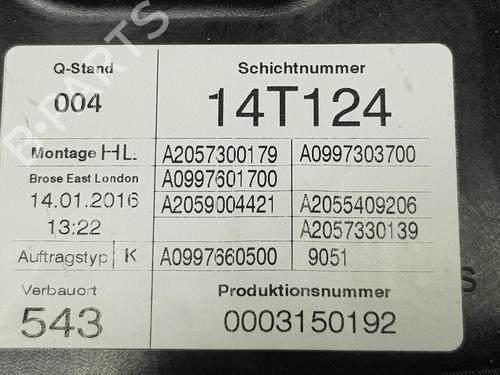 Q-Stand
004
Schichtnummer
14T124
Montage HL.
Brose East London
14.01.2016
13:22
Auftragstyp K
A2057300179 A0997303700
A0997601700
A2059004421 A2055409206
A2057330139
A0997660500 9051
Verbauort
543
Produktionsnummer
0003150192
B-PARTS
S